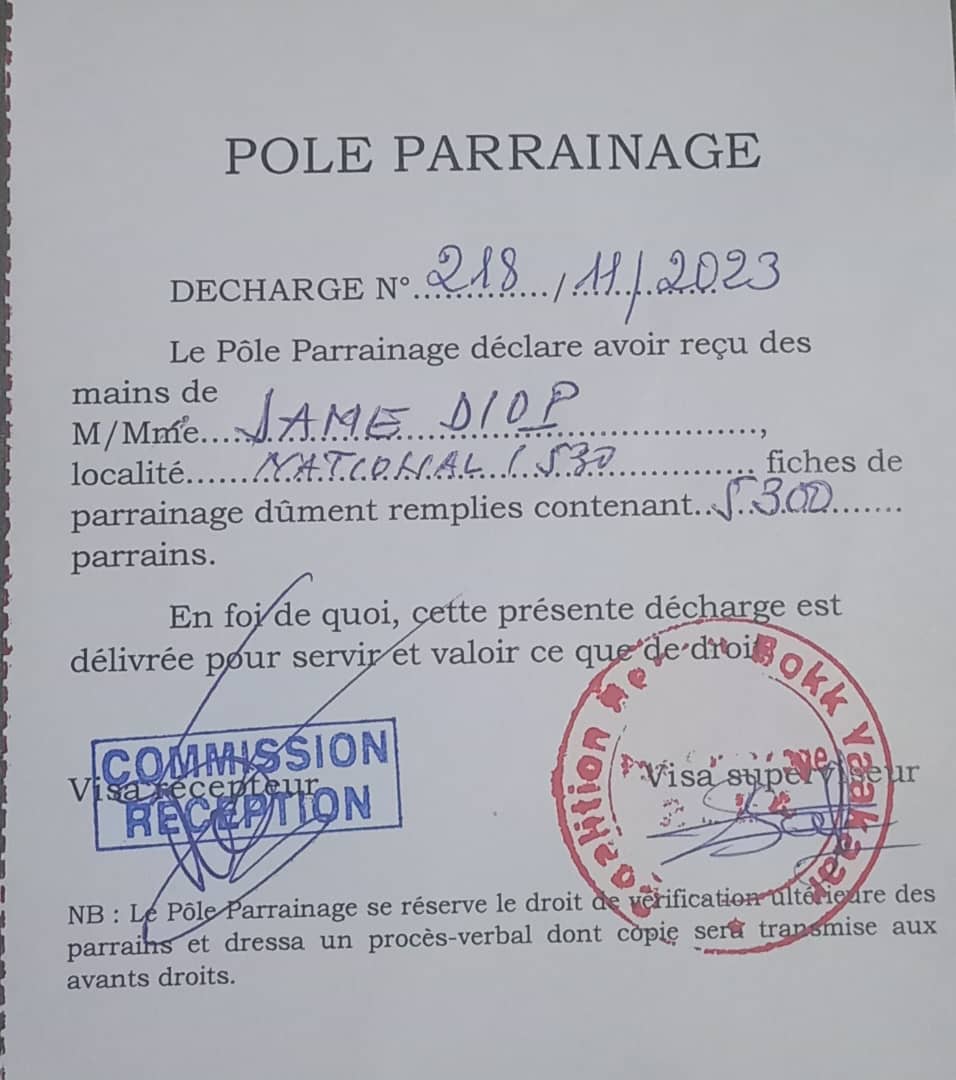 POLE PARRAINAGE
DECHARGE N°.218........./.11./.2023
Le Pôle Parrainage déclare avoir reçu des
mains de
M/Mme....JAME DIOP....................,
localité......NATIONAL / 530.............. fiches de
parrainage dûment remplies contenant..5.300.......
parrains.
En foi de quoi, cette présente décharge est
délivrée pour servir et valoir ce que de droit
COMMISSION
RECEPTION
Visa récepteur
Coalition Bokk Yaakaar
Visa superviseur
NB : Le Pôle Parrainage se réserve le droit de vérification ultérieure des
parrains et dressa un procès-verbal dont copie sera transmise aux
avants droits.